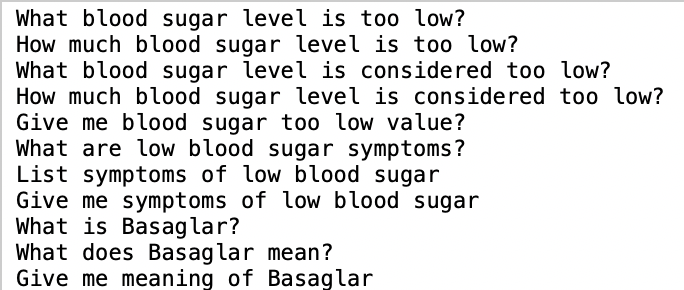 What blood sugar level is too low?
How much blood sugar level is too low?
What blood sugar level is considered too low?
How much blood sugar level is considered too low?
Give me blood sugar too low value?
What are low blood sugar symptoms?
List symptoms of low blood sugar
Give me symptoms of low blood sugar
What is Basaglar?
What does Basaglar mean?
Give me meaning of Basaglar